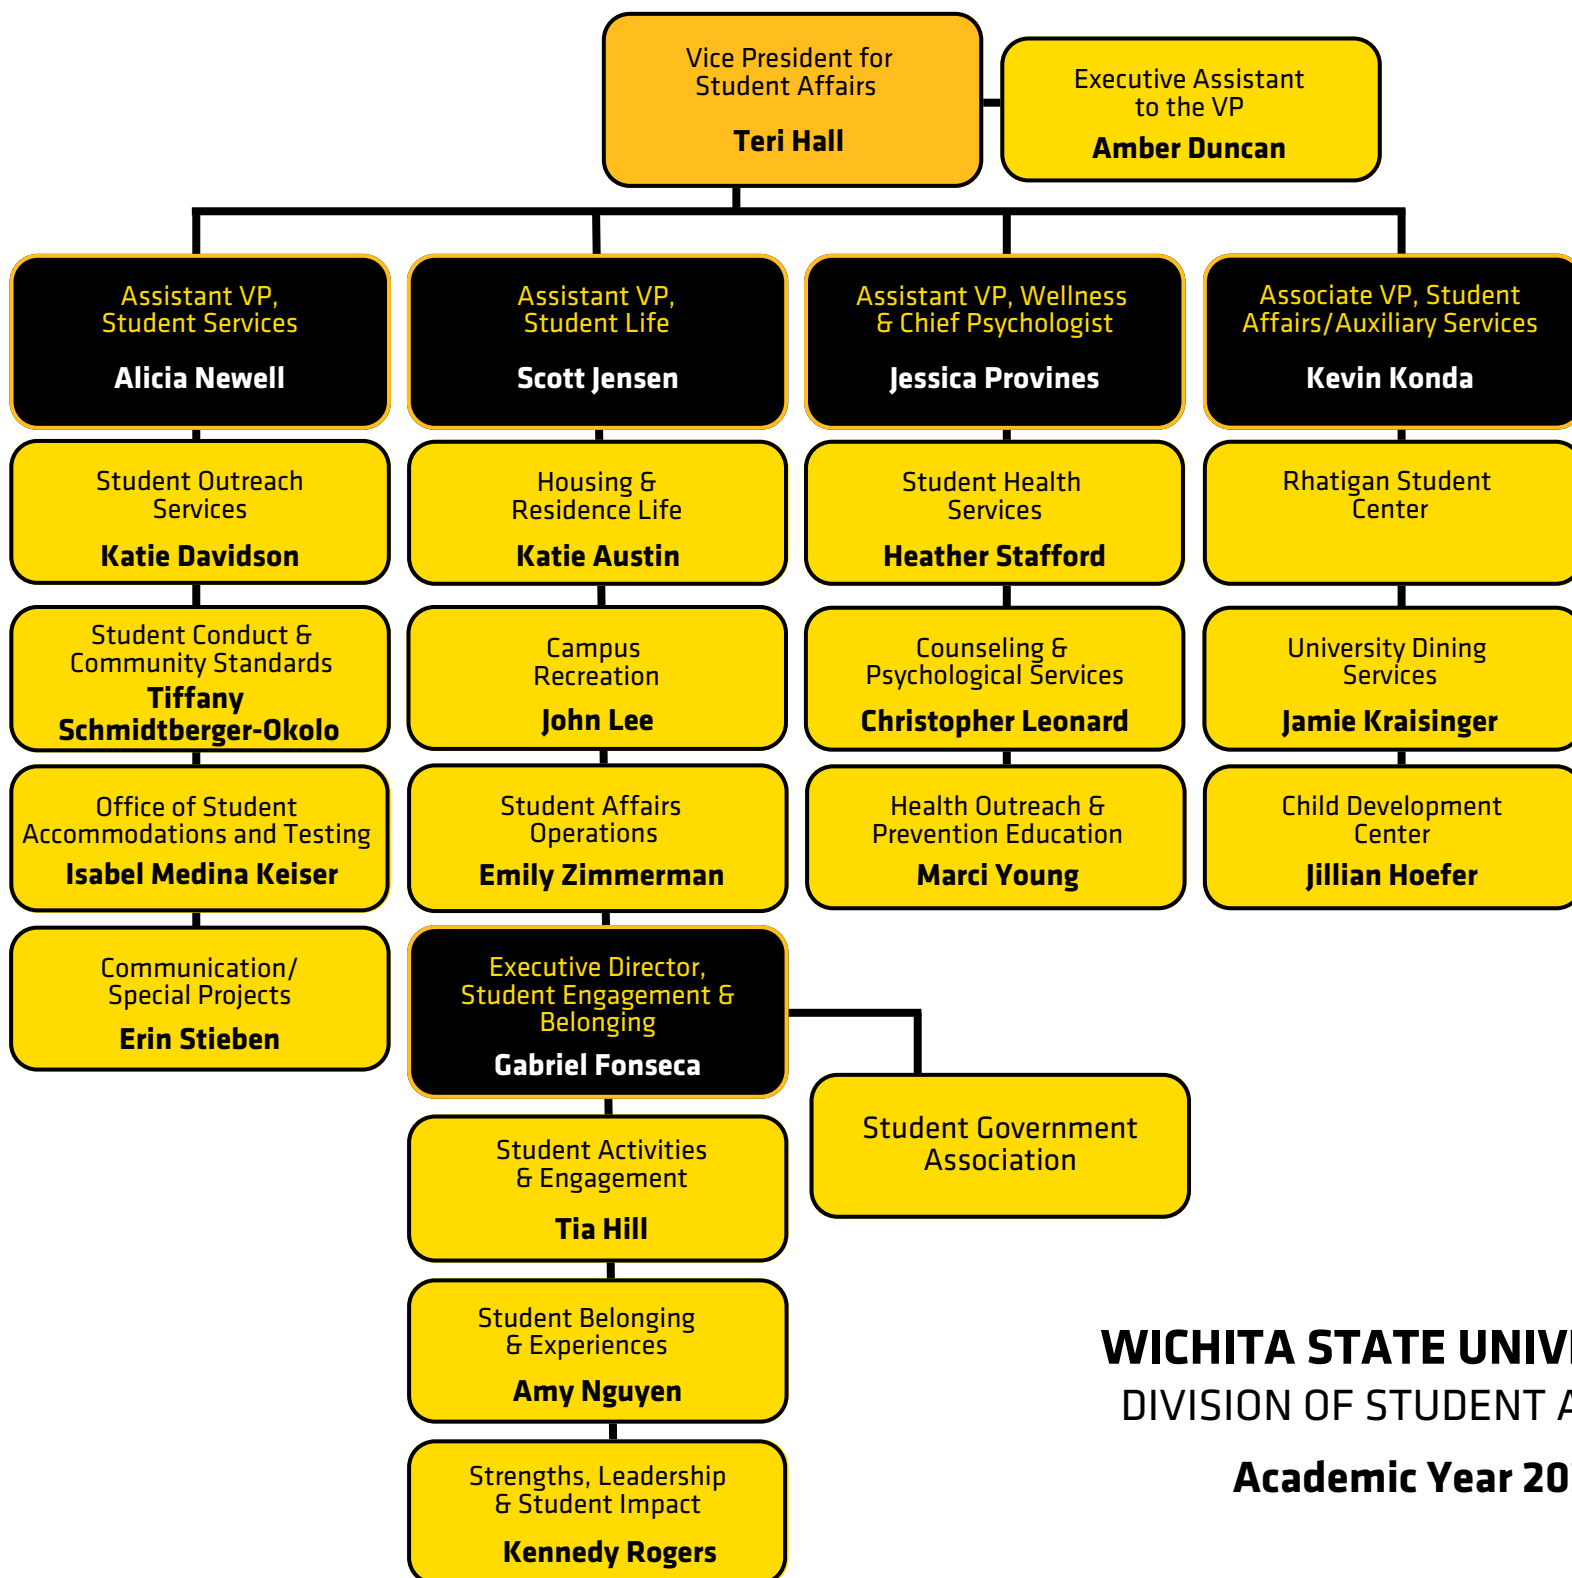 Vice President for
Student Affairs
Teri Hall
Executive Assistant
to the VP
Amber Duncan
Assistant VP,
Student Services
Alicia Newell
Assistant VP,
Student Life
Scott Jensen
Assistant VP, Wellness
& Chief Psychologist
Jessica Provines
Associate VP, Student
Affairs/Auxiliary Services
Kevin Konda
Student Outreach
Services
Katie Davidson
Housing &
Residence Life
Katie Austin
Student Health
Services
Heather Stafford
Rhatigan Student
Center
Student Conduct &
Community Standards
Tiffany
Schmidtberger-Okolo
Campus
Recreation
John Lee
Counseling &
Psychological Services
Christopher Leonard
University Dining
Services
Jamie Kraisinger
Office of Student
Accommodations and Testing
Isabel Medina Keiser
Student Affairs
Operations
Emily Zimmerman
Health Outreach &
Prevention Education
Marci Young
Child Development
Center
Jillian Hoefer
Communication/
Special Projects
Erin Stieben
Executive Director,
Student Engagement &
Belonging
Gabriel Fonseca
Student Government
Association
Student Activities
& Engagement
Tia Hill
Student Belonging
& Experiences
Amy Nguyen
Strengths, Leadership
& Student Impact
Kennedy Rogers
WICHITA STATE
DIVISION OF STUDENT
Academic Year